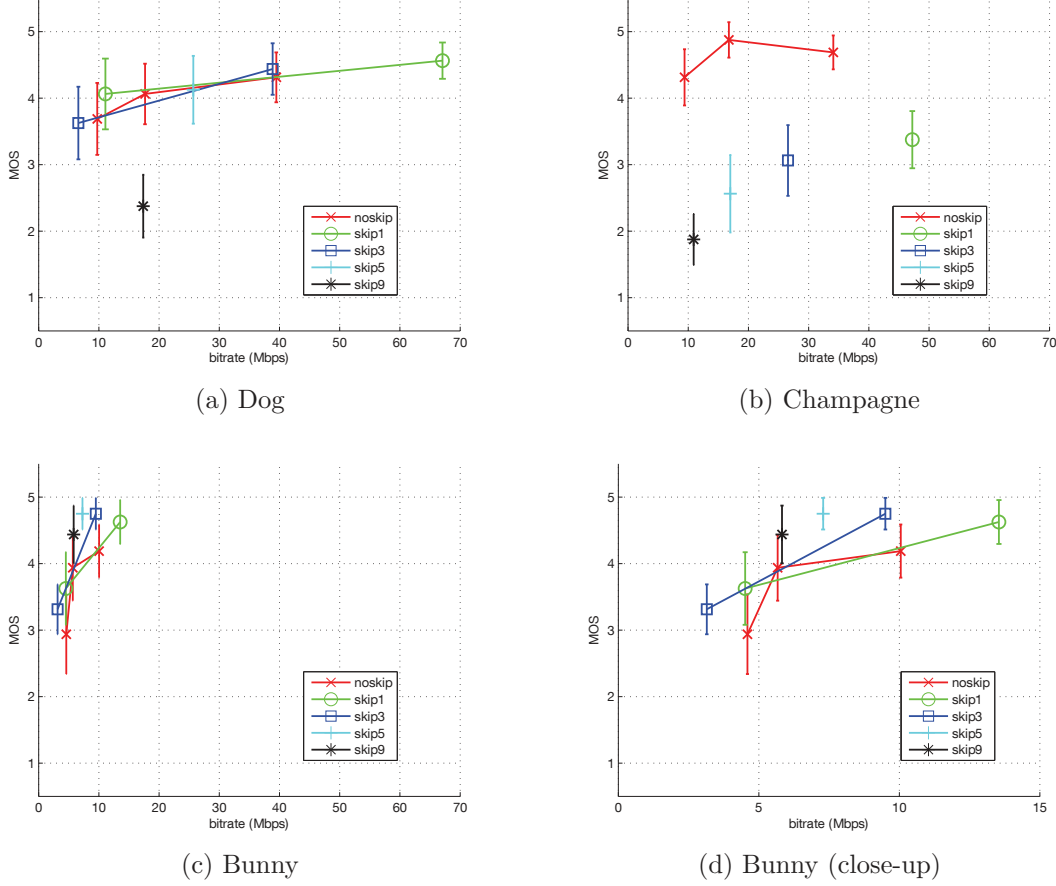 5
4
3
2
1
MOS
noskip
skip1
skip3
skip5
skip9
0 10 20 30 40 50 60 70
bitrate (Mbps)
(a) Dog
5
4
3
2
1
MOS
noskip
skip1
skip3
skip5
skip9
0 10 20 30 40 50 60 70
bitrate (Mbps)
(b) Champagne
5
4
3
2
1
MOS
noskip
skip1
skip3
skip5
skip9
0 10 20 30 40 50 60 70
bitrate (Mbps)
(c) Bunny
5
4
3
2
1
MOS
noskip
skip1
skip3
skip5
skip9
0 5 10 15
bitrate (Mbps)
(d) Bunny (close-up)